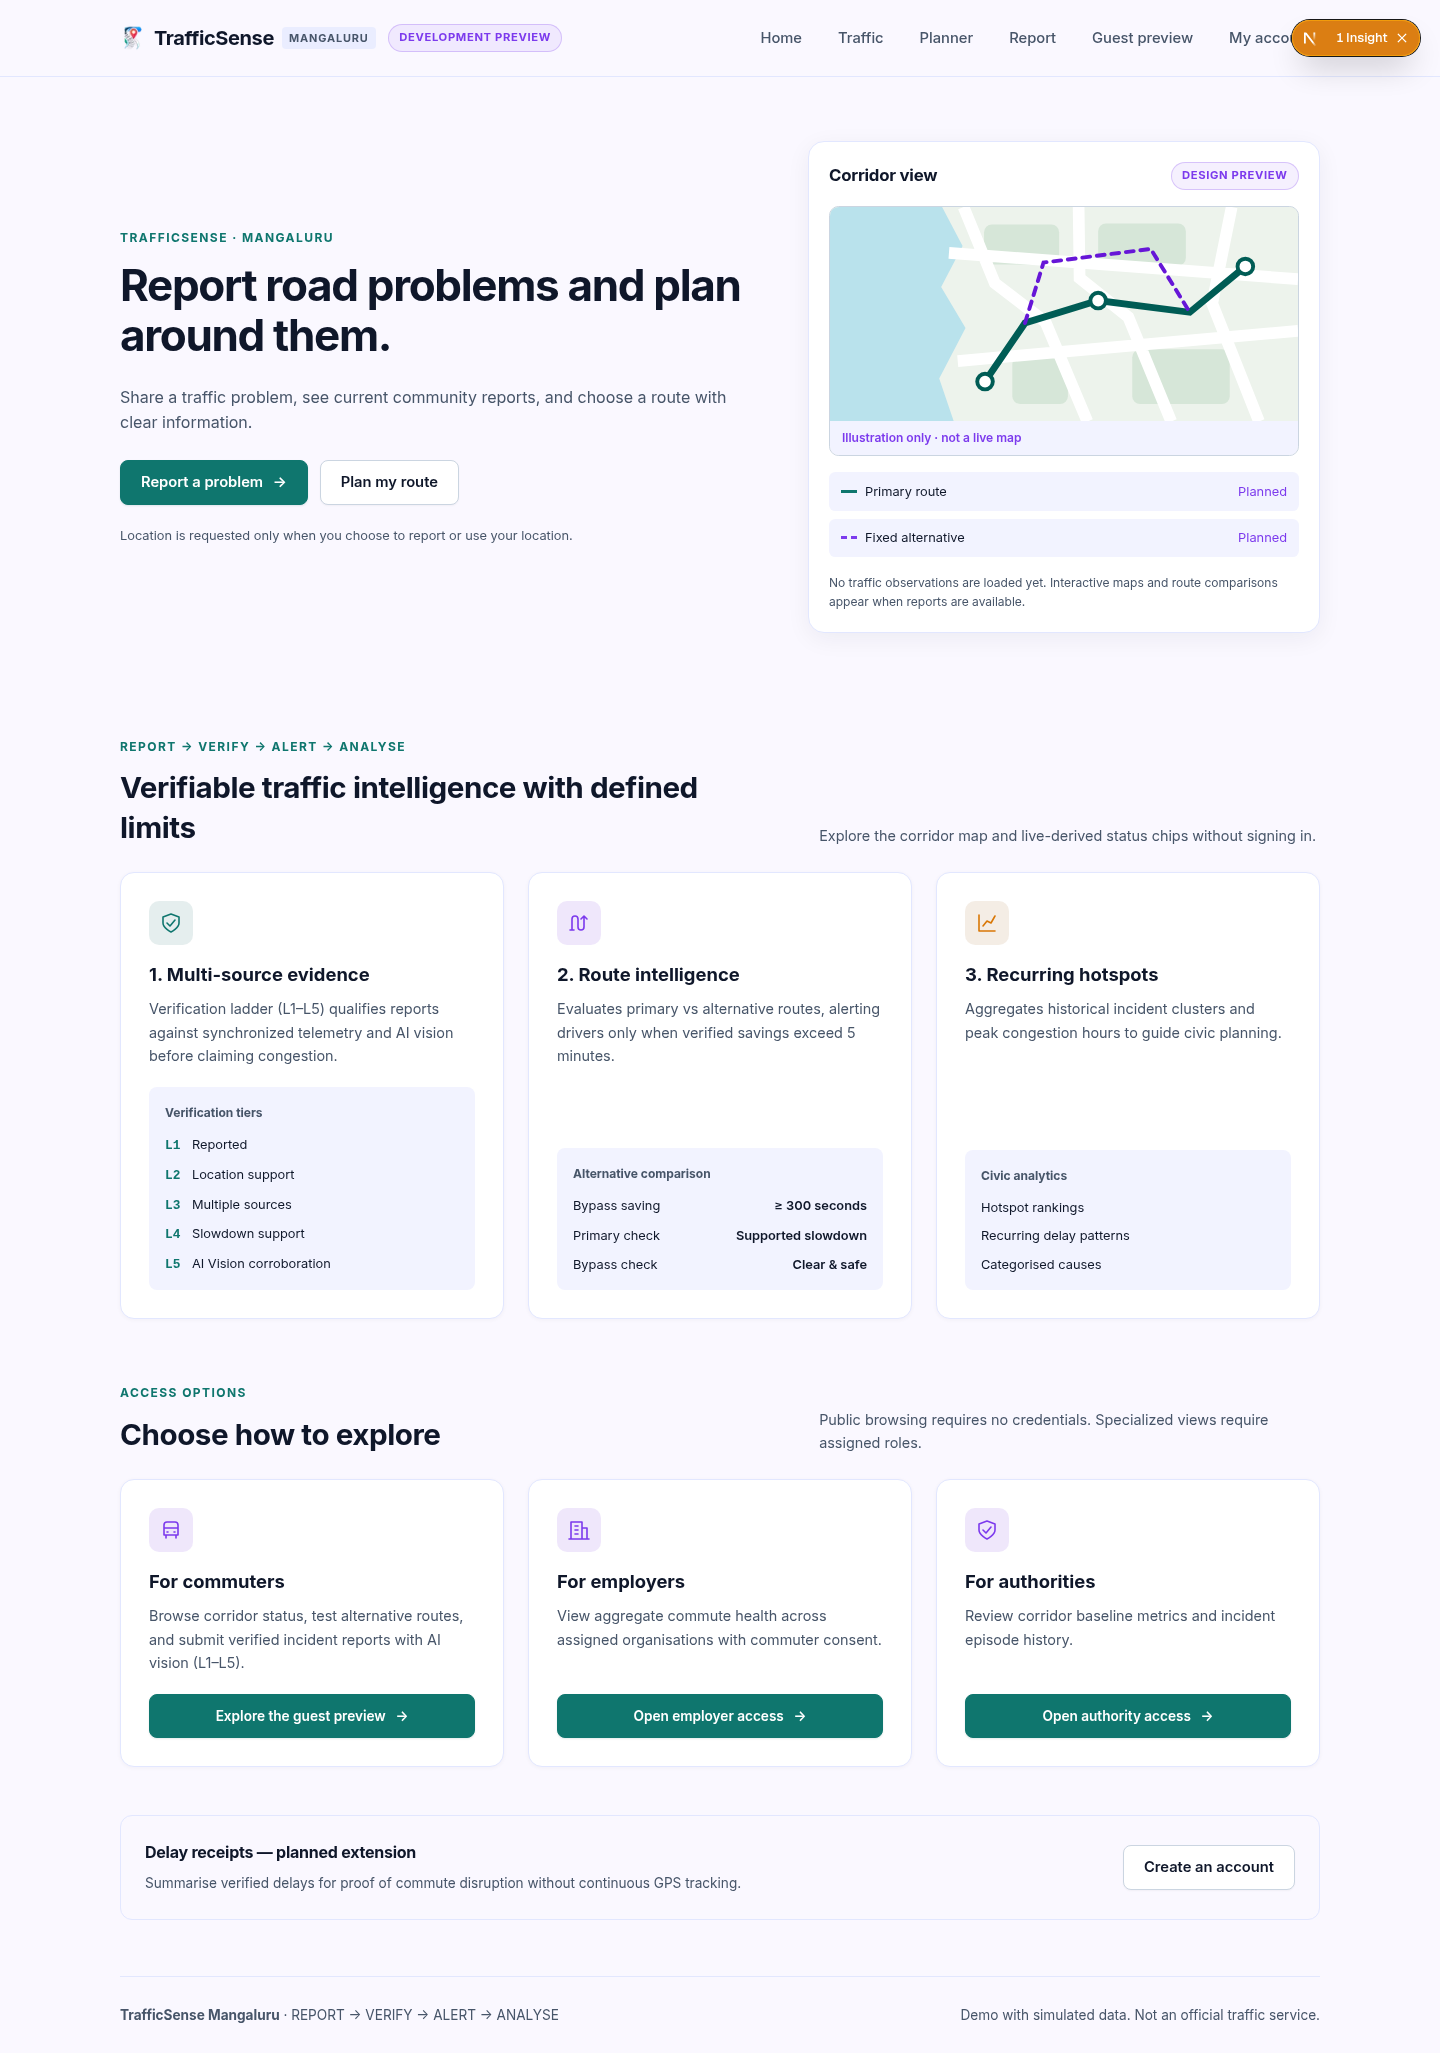 TrafficSense MANGALURU DEVELOPMENT PREVIEW Home Traffic Planner Report Guest preview My 1 Insight
Corridor view DESIGN PREVIEW
TRAFFICSENSE · MANGALURU
Report road problems and plan
around them.
Share a traffic problem, see current community reports, and choose a route with
clear information.
Report a problem → Plan my route
Location is requested only when you choose to report or use your location.
Illustration only · not a live map
Primary route Planned
Fixed alternative Planned
No traffic observations are loaded yet. Interactive maps and route comparisons
appear when reports are available.
REPORT → VERIFY → ALERT → ANALYSE
Verifiable traffic intelligence with defined
limits
Explore the corridor map and live-derived status chips without signing in.
1. Multi-source evidence
Verification ladder (L1–L5) qualifies reports
against synchronized telemetry and AI vision
before claiming congestion.
Verification tiers
L1 Reported
L2 Location support
L3 Multiple sources
L4 Slowdown support
L5 AI Vision corroboration
2. Route intelligence
Evaluates primary vs alternative routes, alerting
drivers only when verified savings exceed 5
minutes.
Alternative comparison
Bypass saving ≥ 300 seconds
Primary check Supported slowdown
Bypass check Clear & safe
3. Recurring hotspots
Aggregates historical incident clusters and
peak congestion hours to guide civic planning.
Civic analytics
Hotspot rankings
Recurring delay patterns
Categorised causes
ACCESS OPTIONS
Choose how to explore
Public browsing requires no credentials. Specialized views require
assigned roles.
For commuters
Browse corridor status, test alternative routes,
and submit verified incident reports with AI
vision (L1–L5).
Explore the guest preview →
For employers
View aggregate commute health across
assigned organisations with commuter consent.
Open employer access →
For authorities
Review corridor baseline metrics and incident
episode history.
Open authority access →
Delay receipts — planned extension
Summarise verified delays for proof of commute disruption without continuous GPS tracking.
Create an account
TrafficSense Mangaluru · REPORT → VERIFY → ALERT → ANALYSE
Demo with simulated data. Not an official traffic service.